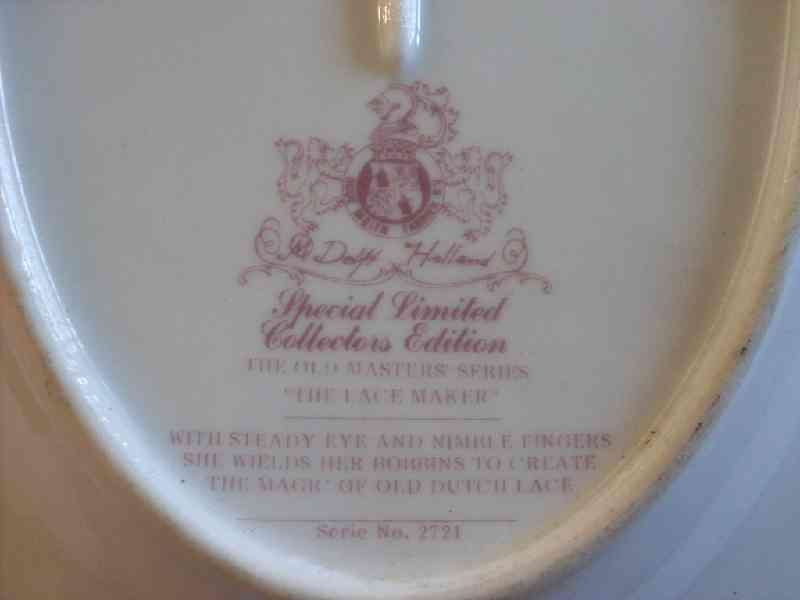 Delft Holland
Special Limited
Collectors Edition
THE OLD MASTERS' SERIES
"THE LACE MAKER"
WITH STEADY EYE AND NIMBLE FINGERS
SHE WIELDS HER BOBBINS TO CREATE
THE MAGIC OF OLD DUTCH LACE
Serie No. 2721